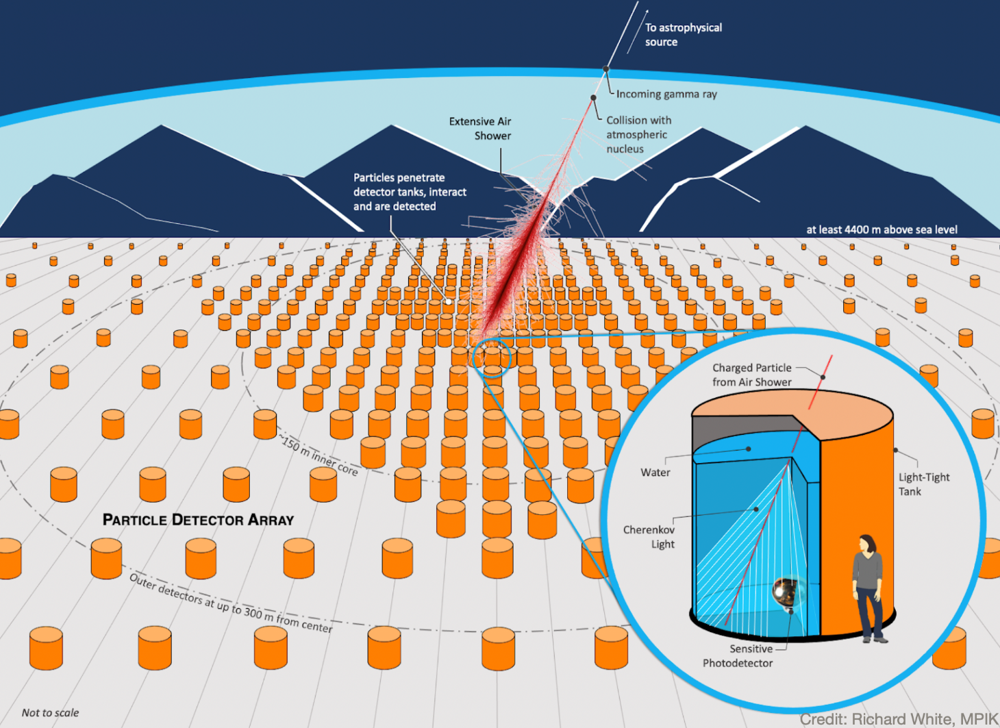 To astrophysical
source
Incoming gamma ray
Collision with
atmospheric
nucleus
Extensive Air
Shower
Particles penetrate
detector tanks, interact
and are detected
at least 4400 m above sea level
Charged Particle
from Air Shower
Water
Light-Tight
Tank
Cherenkov
Light
Sensitive
Photodetector
~150 m inner core
PARTICLE DETECTOR ARRAY
Outer detectors at up to 300 m from center
Not to scale
Credit: Richard White, MPIK